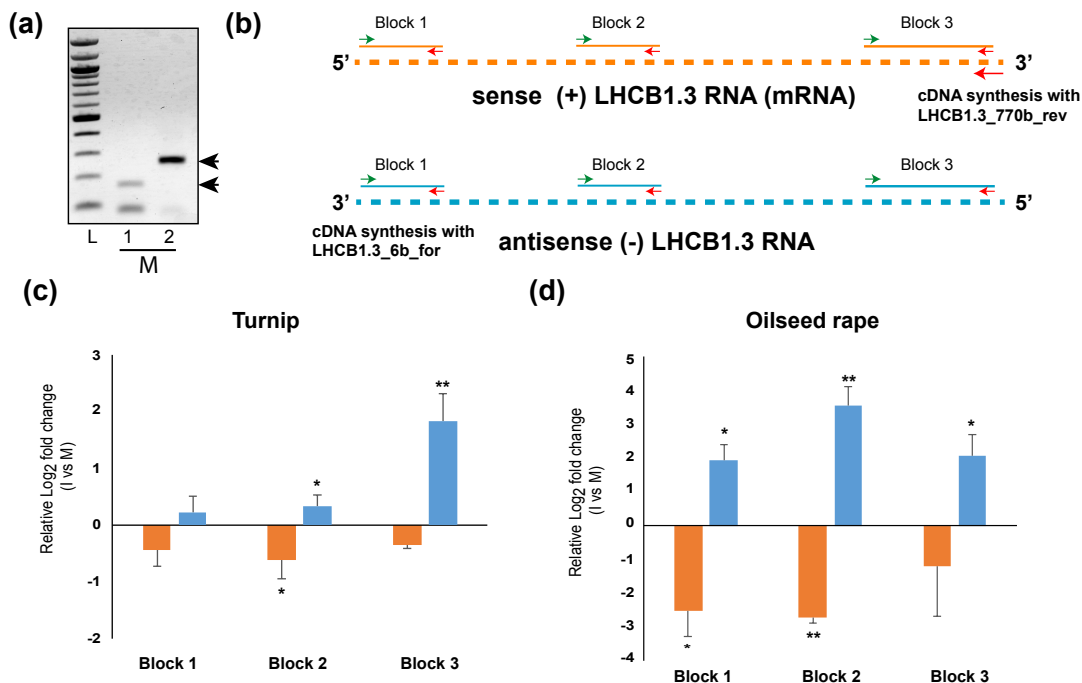 (a)
L
1
2
M
(b)
Block 1
Block 2
Block 3
5’
3’
sense (+) LHCB1.3 RNA (mRNA)
cDNA synthesis with
LHCB1.3_770b_rev
Block 1
Block 2
Block 3
3’
5’
cDNA synthesis with
LHCB1.3_6b_for
antisense (-) LHCB1.3 RNA
(c)
Turnip
Relative Log2 fold change
(I vs M)
3
2
1
0
-1
-2
*
*
**
Block 1
Block 2
Block 3
(d)
Oilseed rape
Relative Log2 fold change
(I vs M)
5
4
3
2
1
0
-1
-2
-3
-4
*
*
**
**
*
Block 1
Block 2
Block 3